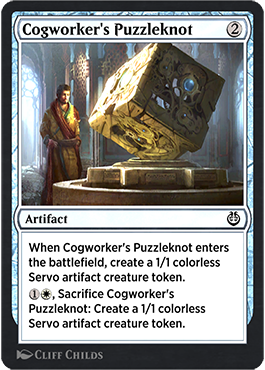 Cogworker's Puzzleknot 2
Artifact
When Cogworker's Puzzleknot enters
the battlefield, create a 1/1 colorless
Servo artifact creature token.
1, Sacrifice Cogworker's
Puzzleknot: Create a 1/1 colorless
Servo artifact creature token.
Cliff Childs